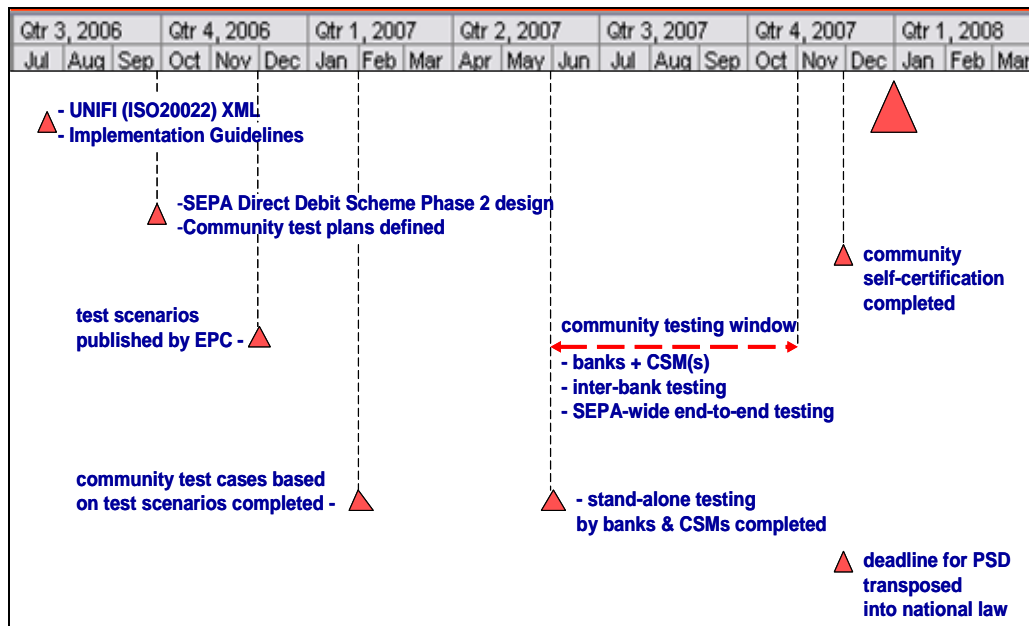 Qtr 3, 2006 Qtr 4, 2006 Qtr 1, 2007 Qtr 2, 2007 Qtr 3, 2007 Qtr 4, 2007 Qtr 1, 2008
Jul Aug Sep Oct Nov Dec Jan Feb Mar Apr May Jun Jul Aug Sep Oct Nov Dec Jan Feb Mar
- UNIFI (ISO20022) XML
- Implementation Guidelines
-SEPA Direct Debit Scheme Phase 2 design
-Community test plans defined
community
self-certification
completed
test scenarios
published by EPC -
community testing window
- banks + CSM(s)
- inter-bank testing
- SEPA-wide end-to-end testing
community test cases based
on test scenarios completed -
- stand-alone testing
by banks & CSMs completed
deadline for PSD
transposed
into national law